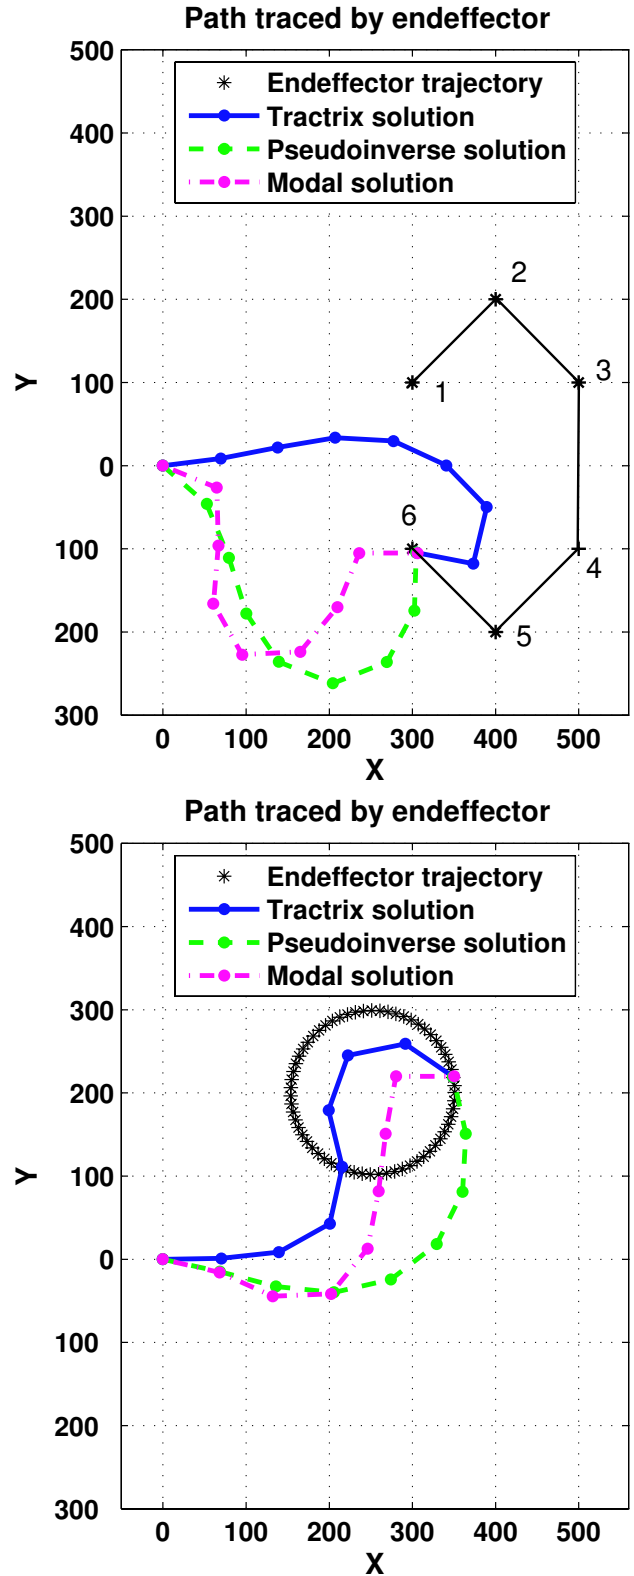 Path traced by endeffector
500
Endeffector trajectory
Tractrix solution
Pseudoinverse solution
Modal solution
400
300
200
100
0
100
200
300
Y
2
3
1
6
4
5
0 100 200 300 400 500
X
Path traced by endeffector
500
Endeffector trajectory
Tractrix solution
Pseudoinverse solution
Modal solution
400
300
200
100
0
100
200
300
Y
0 100 200 300 400 500
X